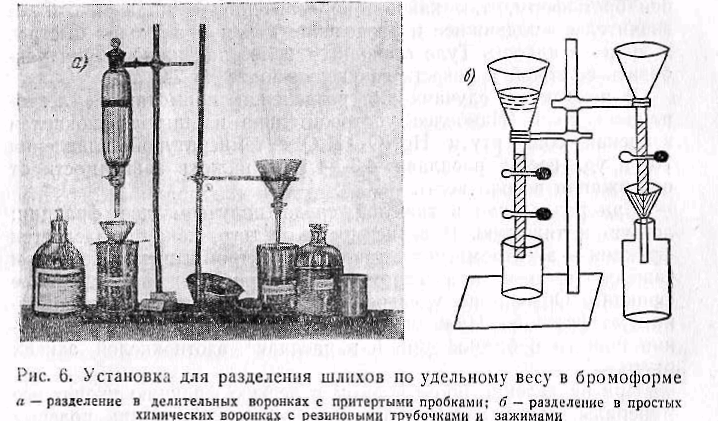 а)
б)
Рис. 6. Установка для разделения шлихов по удельному весу в бромоформе
а — разделение в делительных воронках с притертыми пробками; б — разделение в простых
химических воронках с резиновыми трубочками и зажимами